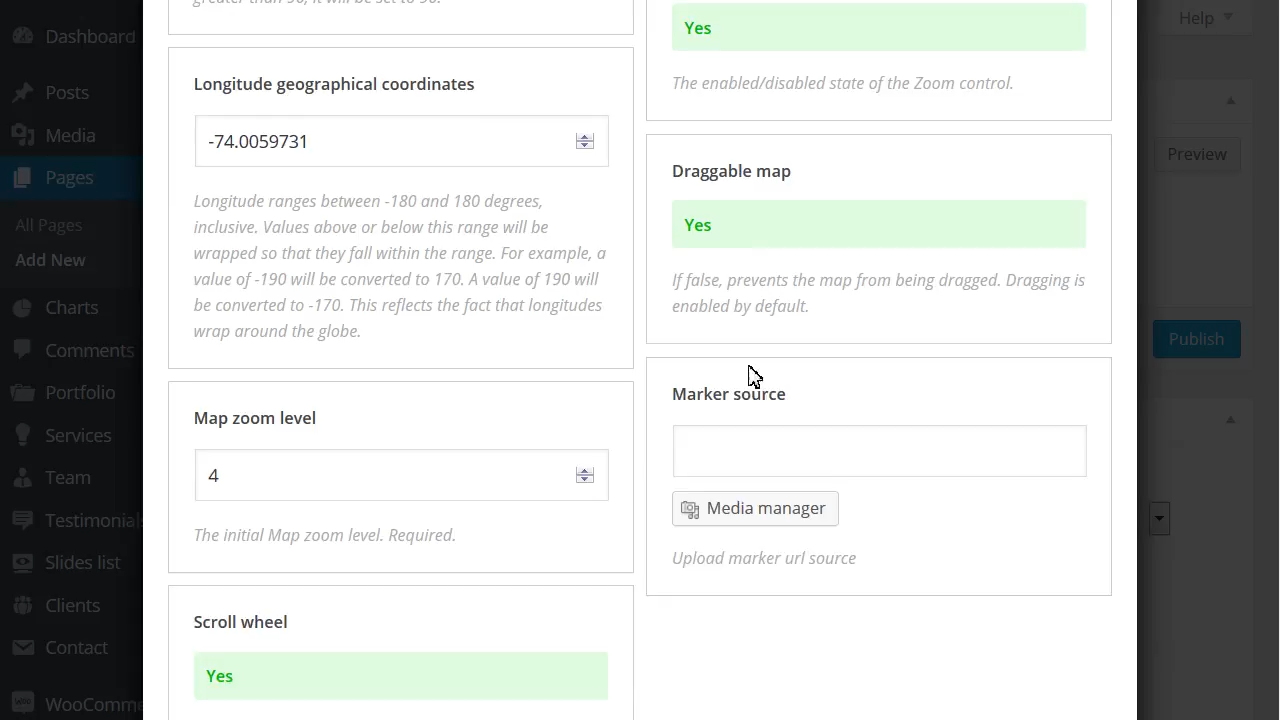 Dashboard
Posts
Media
Pages
All Pages
Add New
Charts
Comments
Portfolio
Services
Team
Testimonials
Slides list
Clients
Contact
WooComme
greater than 90, it will be set to 90.
Longitude geographical coordinates
-74.0059731
Longitude ranges between -180 and 180 degrees,
inclusive. Values above or below this range will be
wrapped so that they fall within the range. For example, a
value of -190 will be converted to 170. A value of 190 will
be converted to -170. This reflects the fact that longitudes
wrap around the globe.
Map zoom level
4
The initial Map zoom level. Required.
Scroll wheel
Yes
Yes
The enabled/disabled state of the Zoom control.
Draggable map
Yes
If false, prevents the map from being dragged. Dragging is
enabled by default.
Marker source
Media manager
Upload marker url source
Help
Preview
Publish